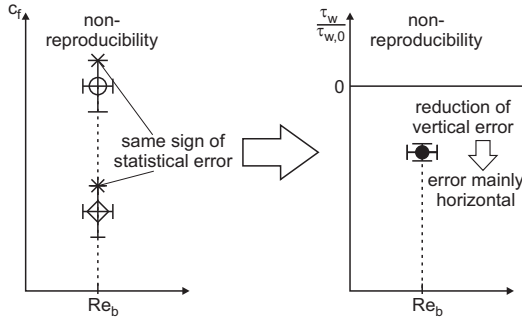 c_f
non-
reproducibility
same sign of
statistical error
Re_b
τ_w
τ_w,0
non-
reproducibility
0
reduction of
vertical error
error mainly
horizontal
Re_b